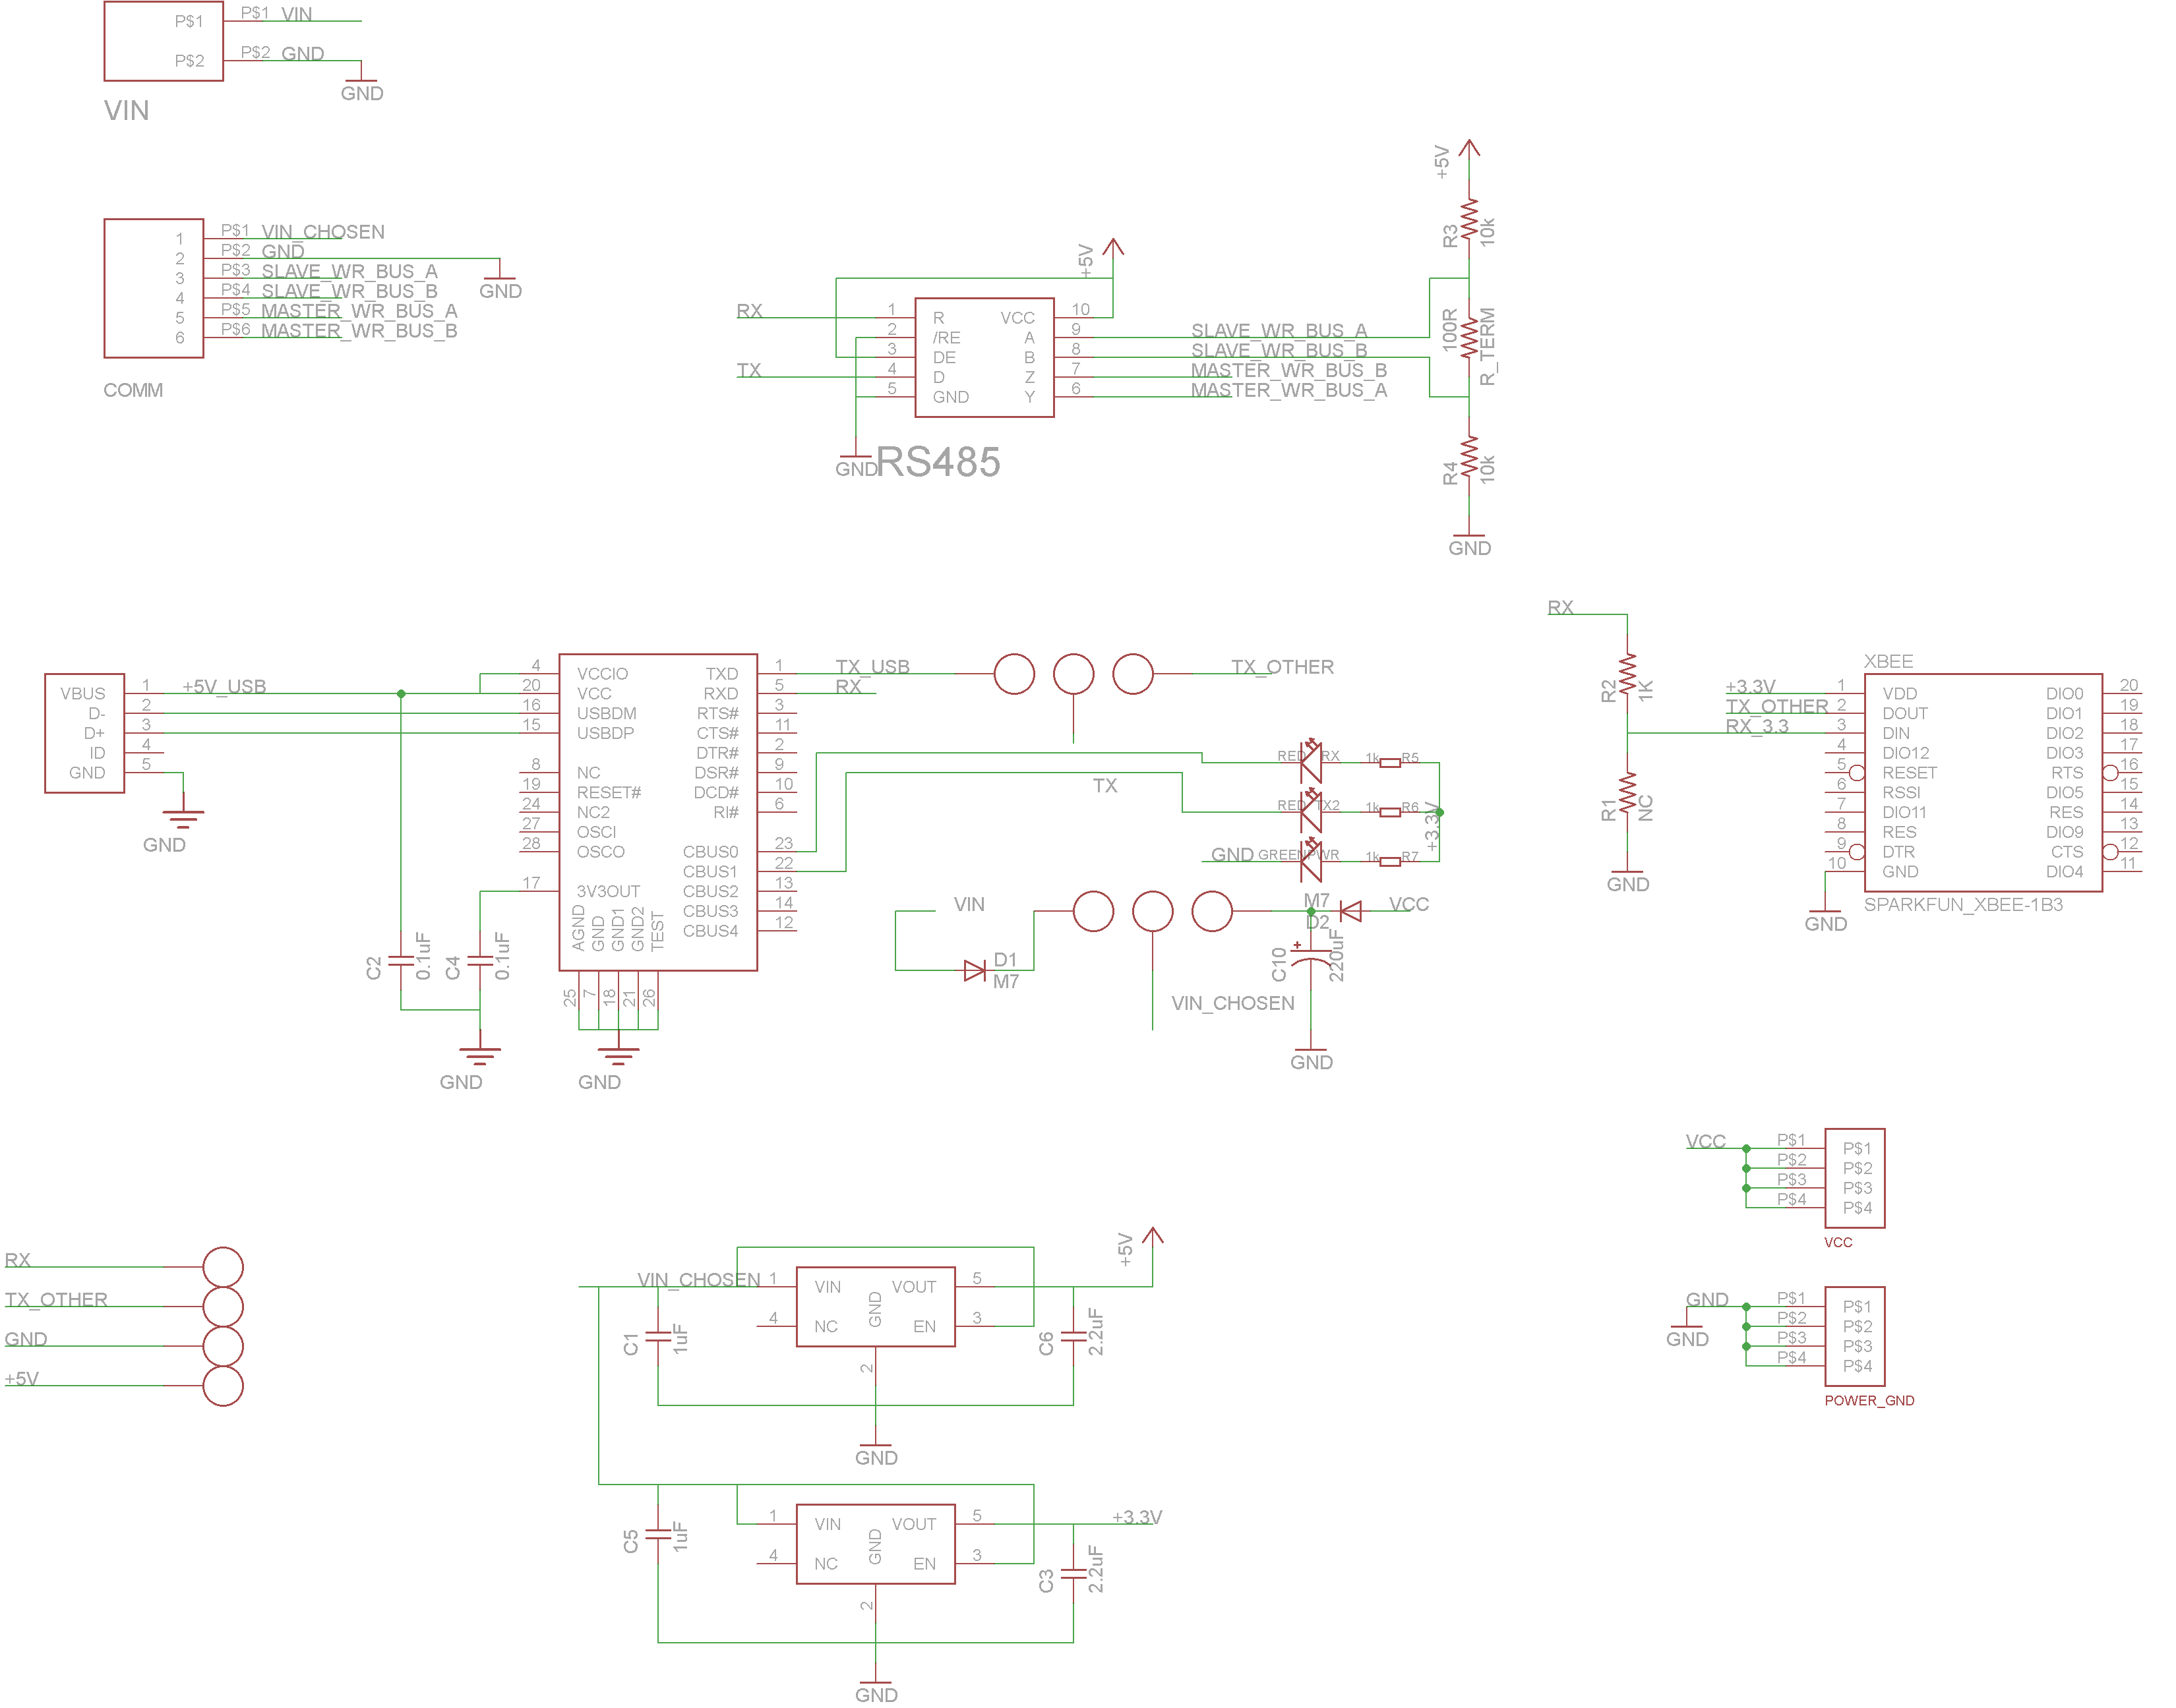 P$1 P$1 VIN
P$2 P$2 GND
GND
VIN
1 P$1 VIN_CHOSEN
2 P$2 GND
3 P$3 SLAVE_WR_BUS_A
4 P$4 SLAVE_WR_BUS_B
5 P$5 MASTER_WR_BUS_A
6 P$6 MASTER_WR_BUS_B
GND
COMM
+5V
RX 1 R VCC 10
2 /RE A 9 SLAVE_WR_BUS_A
3 DE B 8 SLAVE_WR_BUS_B
TX 4 D Z 7 MASTER_WR_BUS_B
5 GND Y 6 MASTER_WR_BUS_A
GND
RS485
+5V
R3 10k
100R R_TERM
R4 10k
GND
VBUS 1 +5V_USB
D- 2
D+ 3
ID 4
GND 5
GND
4 VCCIO TXD 1 TX_USB
20 VCC RXD 5 RX
16 USBDM RTS# 3
15 USBDP CTS# 11
DTR# 2
8 NC DSR# 9
19 RESET# DCD# 10
24 NC2 RI# 6
27 OSCI
28 OSCO CBUS0 23
CBUS1 22
17 3V3OUT CBUS2 13
CBUS3 14
CBUS4 12
AGND GND GND1 GND2 TEST
25 7 18 21 26
C2 0.1uF
C4 0.1uF
GND
GND
TX_OTHER
TX
RED RX 1k R5
RED TX2 1k R6
GND GREEN PWR 1k R7
+3.3V
VIN
D1
M7
VIN_CHOSEN
M7
D2
VCC
C10 220uF
GND
RX
R2 1K
R1 NC
GND
XBEE
+3.3V 1 VDD DIO0 20
TX_OTHER 2 DOUT DIO1 19
RX_3.3 3 DIN DIO2 18
4 DIO12 DIO3 17
5 RESET RTS 16
6 RSSI DIO5 15
7 DIO11 RES 14
8 RES DIO9 13
9 DTR CTS 12
10 GND DIO4 11
GND
SPARKFUN_XBEE-1B3
VCC P$1 P$1
P$2 P$2
P$3 P$3
P$4 P$4
VCC
GND P$1 P$1
P$2 P$2
P$3 P$3
P$4 P$4
GND
POWER_GND
RX
TX_OTHER
GND
+5V
VIN_CHOSEN 1 VIN VOUT 5
4 NC GND EN 3
2
C1 1uF
C6 2.2uF
+5V
GND
1 VIN VOUT 5 +3.3V
4 NC GND EN 3
2
C5 1uF
C3 2.2uF
GND